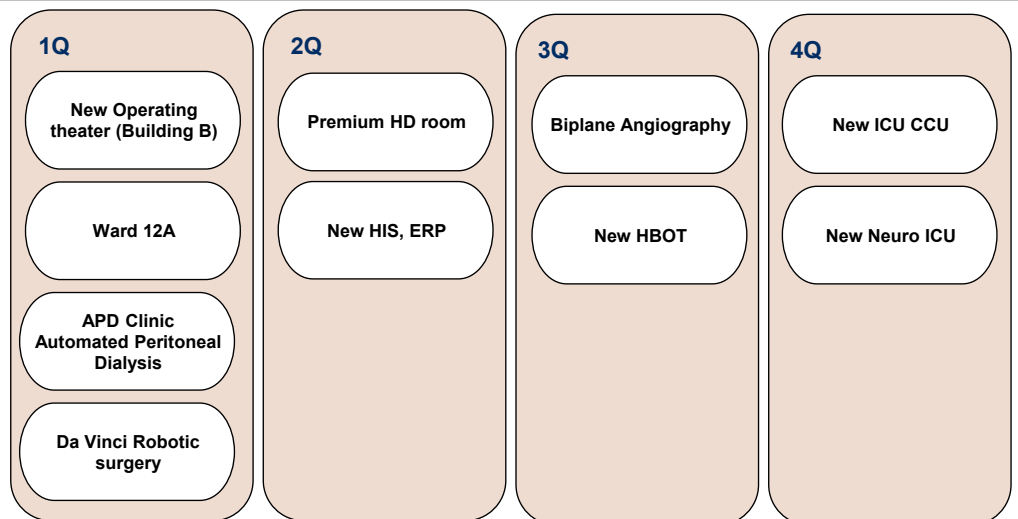 1Q
New Operating
theater (Building B)
Ward 12A
APD Clinic
Automated Peritoneal
Dialysis
Da Vinci Robotic
surgery
2Q
Premium HD room
New HIS, ERP
3Q
Biplane Angiography
New HBOT
4Q
New ICU CCU
New Neuro ICU